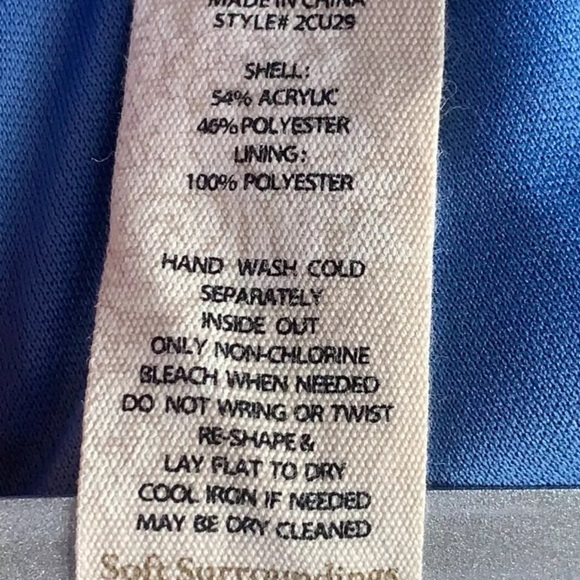 MADE IN CHINA
STYLE# 2CU29
SHELL:
54% ACRYLIC
46% POLYESTER
LINING:
100% POLYESTER
HAND WASH COLD
SEPARATELY
INSIDE OUT
ONLY NON-CHLORINE
BLEACH WHEN NEEDED
DO NOT WRING OR TWIST
RE-SHAPE &
LAY FLAT TO DRY
COOL IRON IF NEEDED
MAY BE DRY CLEANED
Soft Surroundings